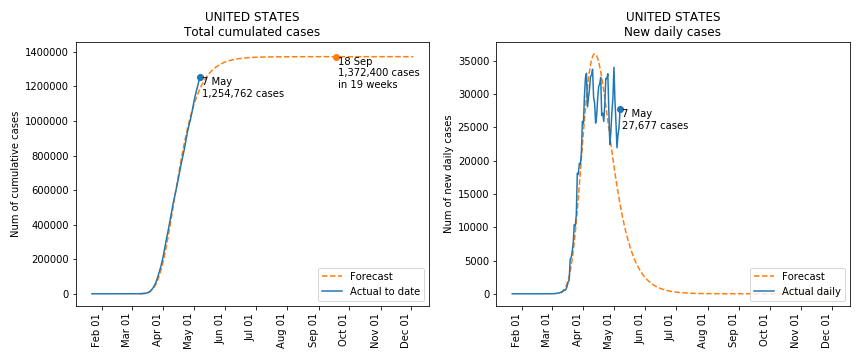 UNITED STATES
Total cumulated cases
Num of cumulative cases
1400000
1200000
1000000
800000
600000
400000
200000
0
18 Sep
1,372,400 cases
in 19 weeks
7 May
1,254,762 cases
Forecast
Actual to date
Feb 01
Mar 01
Apr 01
May 01
Jun 01
Jul 01
Aug 01
Sep 01
Oct 01
Nov 01
Dec 01
UNITED STATES
New daily cases
Num of new daily cases
35000
30000
25000
20000
15000
10000
5000
0
7 May
27,677 cases
Forecast
Actual daily
Feb 01
Mar 01
Apr 01
May 01
Jun 01
Jul 01
Aug 01
Sep 01
Oct 01
Nov 01
Dec 01